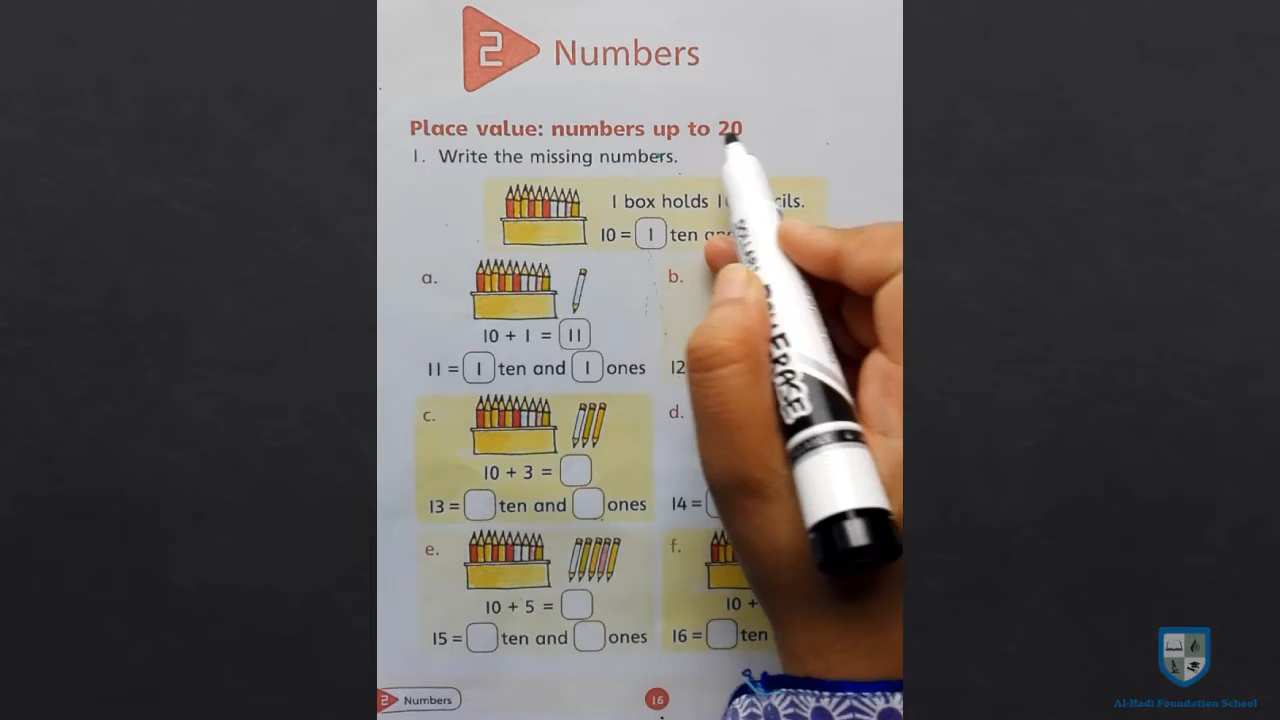 2 Numbers
Place value: numbers up to 20
1. Write the missing numbers.
1 box holds
10 = 1 ten
a.
10 + 1 = 11
11 = 1 ten and 1 ones
b.
12
c.
10 + 3 =
13 = ten and ones
d.
14 =
e.
10 + 5 =
15 = ten and ones
f.
10 +
16 = ten
2 Numbers
16
Al-Hadi Foundation School